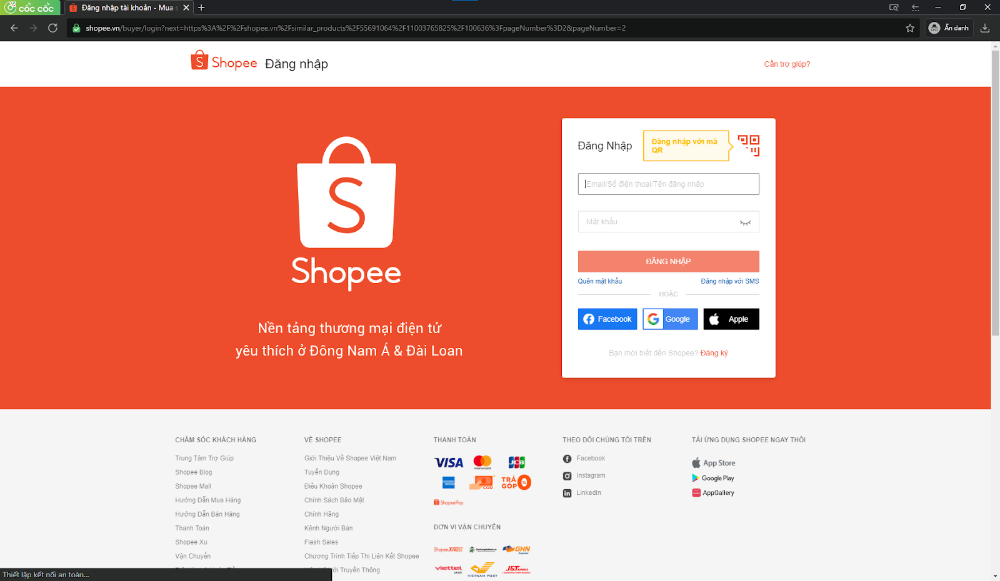 cốc cốc
Đăng nhập tài khoản - Mua s
shopee.vn/buyer/login?next=https%3A%2F%2Fshopee.vn%2Fsimilar_products%2F55691064%2F11003765825%2F100636%3FpageNumber%3D2&pageNumber=2
Ẩn danh
S Shopee Đăng nhập
Cần trợ giúp?
S
Shopee
Nền tảng thương mại điện tử
yêu thích ở Đông Nam Á & Đài Loan
Đăng Nhập
Đăng nhập với mã
QR
Email/Số điện thoại/Tên đăng nhập
Mật khẩu
ĐĂNG NHẬP
Quên mật khẩu
Đăng nhập với SMS
HOẶC
Facebook
Google
Apple
Bạn mới biết đến Shopee? Đăng ký
CHĂM SÓC KHÁCH HÀNG
Trung Tâm Trợ Giúp
Shopee Blog
Shopee Mall
Hướng Dẫn Mua Hàng
Hướng Dẫn Bán Hàng
Thanh Toán
Shopee Xu
Vận Chuyển
VỀ SHOPEE
Giới Thiệu Về Shopee Việt Nam
Tuyển Dụng
Điều Khoản Shopee
Chính Sách Bảo Mật
Chính Hãng
Kênh Người Bán
Flash Sales
Chương Trình Tiếp Thị Liên Kết Shopee
Truyền Thông
THANH TOÁN
VISA
mastercard
JCB
COD
TRẢ
GÓP
ShopeePay
ĐƠN VỊ VẬN CHUYỂN
Shopee XPRESS
GHN
Express
viettel
post
VIETNAM POST
J&T EXPRESS
THEO DÕI CHÚNG TÔI TRÊN
Facebook
Instagram
LinkedIn
TẢI ỨNG DỤNG SHOPEE NGAY THÔI
App Store
Google Play
AppGallery
Thiết lập kết nối an toàn...